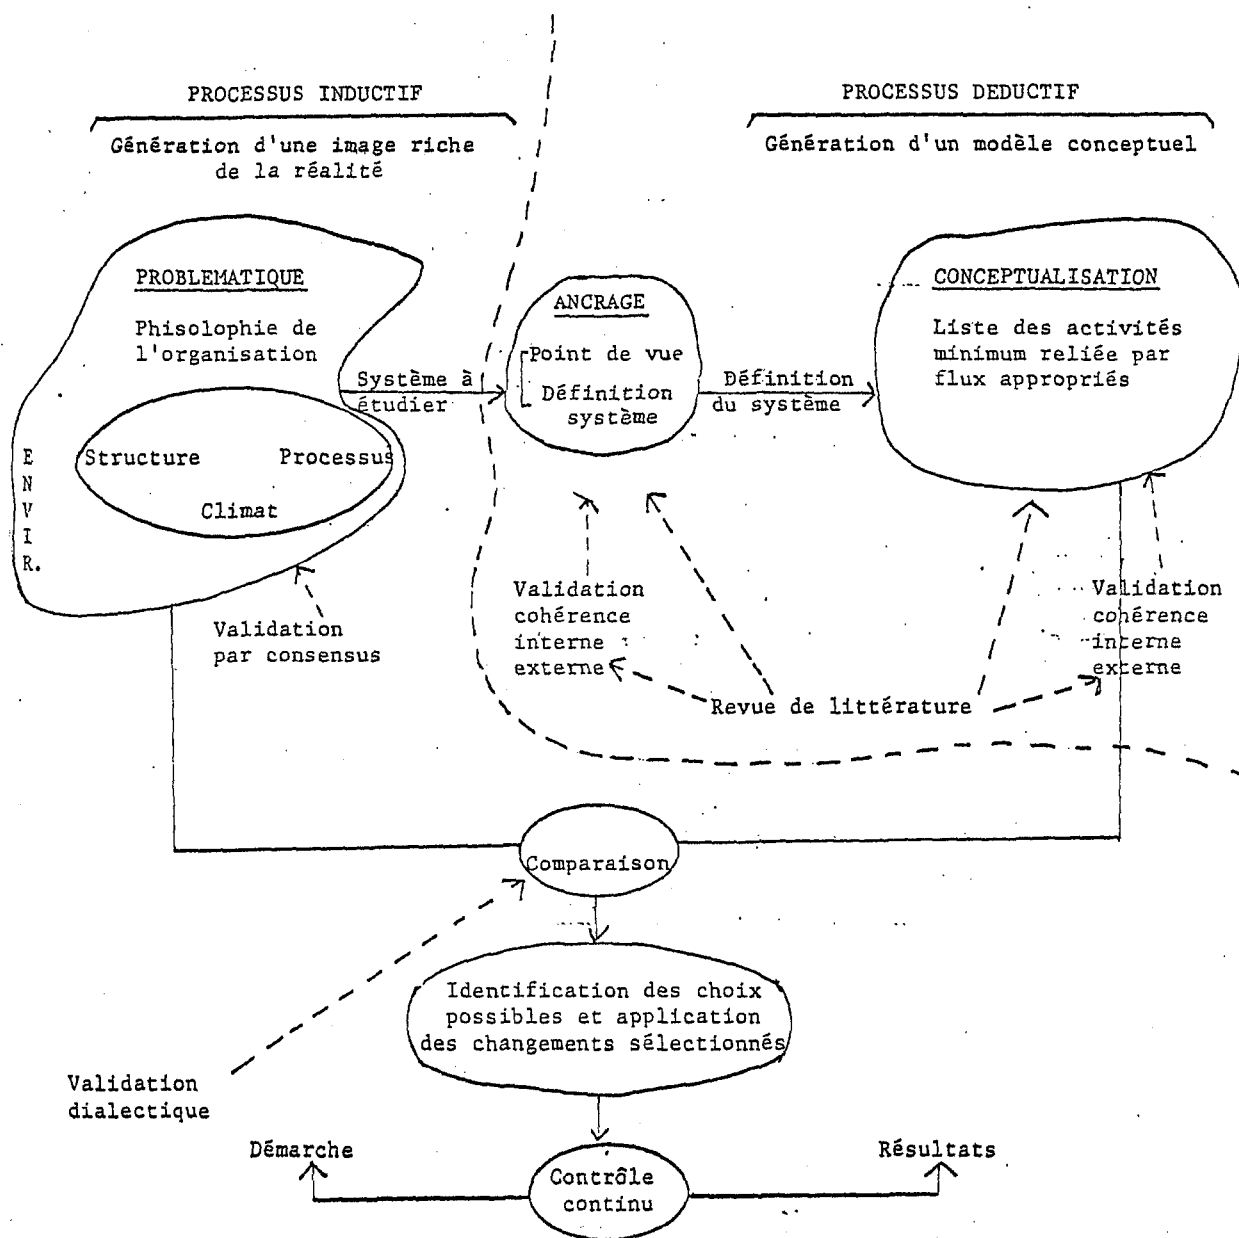 PROCESSUS INDUCTIF
Génération d'une image riche
de la réalité
PROCESSUS DEDUCTIF
Génération d'un modèle conceptuel
PROBLEMATIQUE
Phisolophie de
l'organisation
Structure
Processus
Climat
E
N
V
I
R.
Système à
étudier
ANCRAGE
Point de vue
Définition
système
Définition
du système
CONCEPTUALISATION
Liste des activités
minimum reliée par
flux appropriés
Validation
par consensus
Validation
cohérence
interne
externe
Validation
cohérence
interne
externe
Revue de littérature
Comparaison
Identification des choix
possibles et application
des changements sélectionnés
Validation
dialectique
Démarche
Résultats
Contrôle
continu